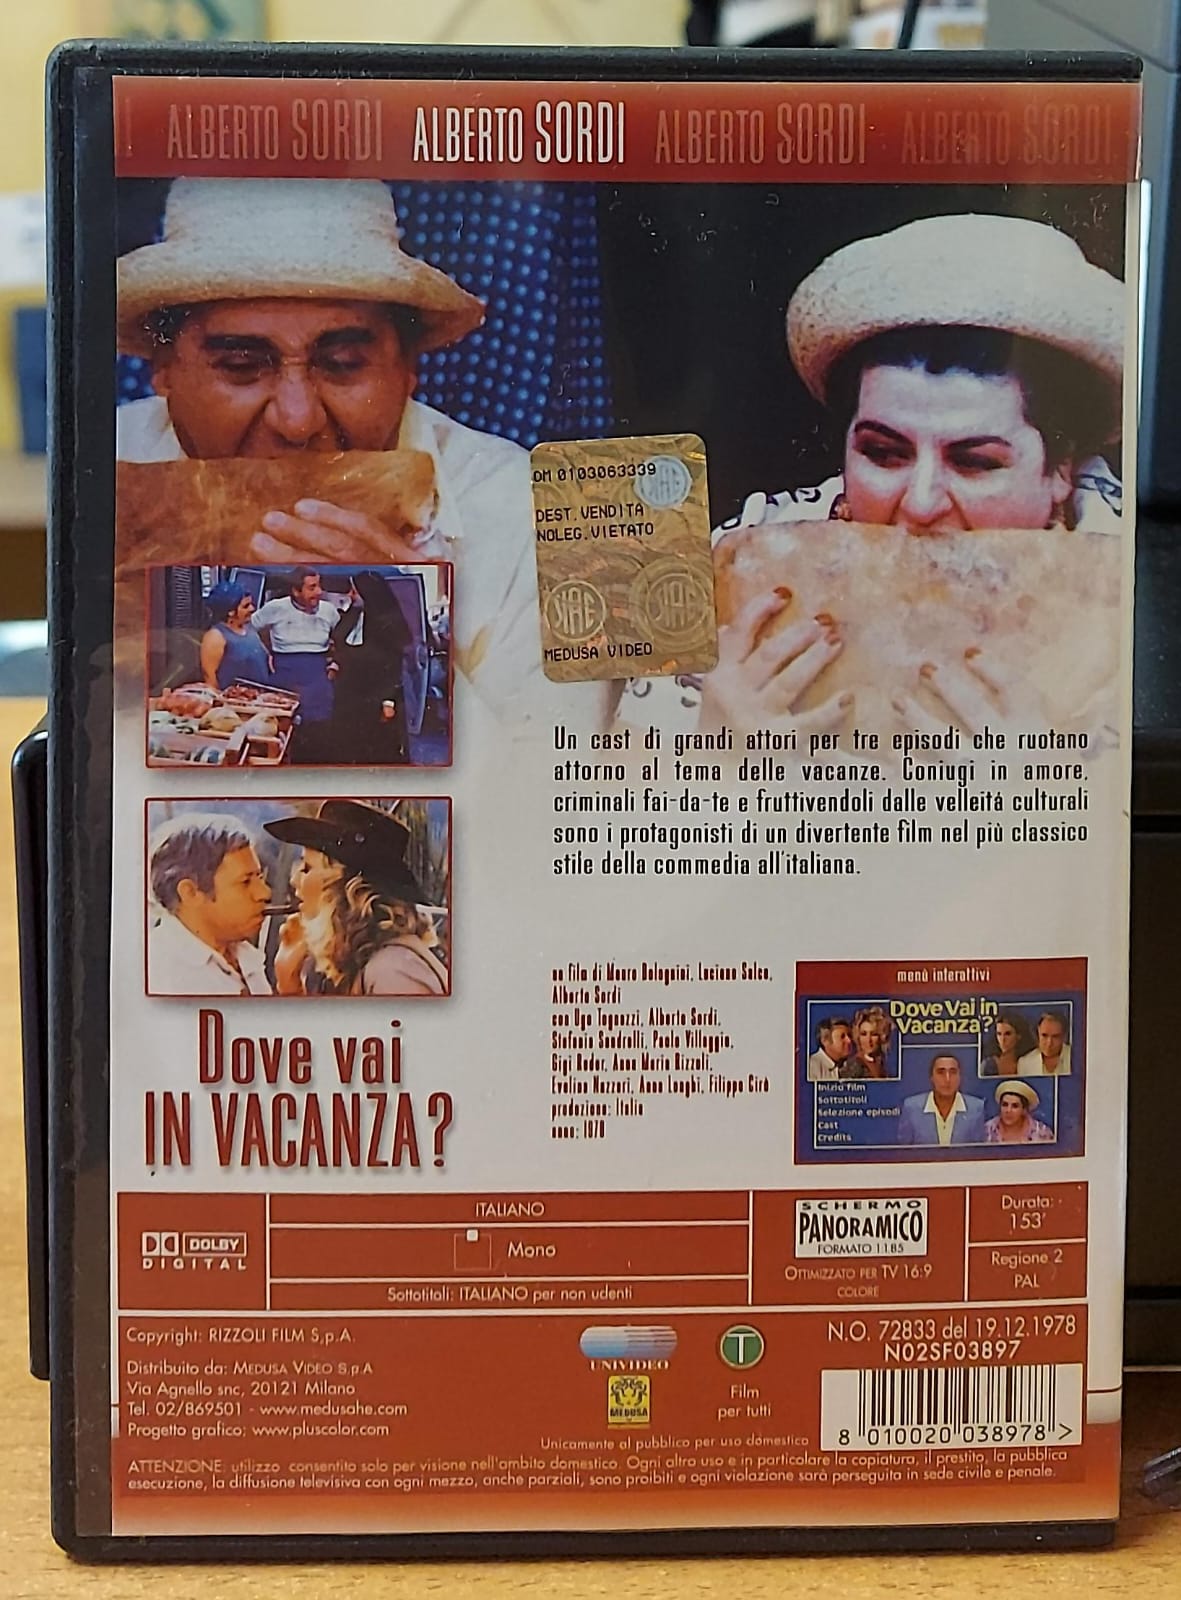 ALBERTO SORDI ALBERTO SORDI ALBERTO SORDI ALBERTO SORDI
DM 0103063339
DEST.VENDITA
NOLEG.VIETATO
SIAE SIAE
MEDUSA VIDEO
Un cast di grandi attori per tre episodi che ruotano
attorno al tema delle vacanze. Coniugi in amore,
criminali fai-da-te e fruttivendoli dalle velleitá culturali
sono i protagonisti di un divertente film nel più classico
stile della commedia all'italiana.
un film di Mauro Bolognini, Luciano Salce,
Alberto Sordi
con Ugo Tognazzi, Alberto Sordi,
Stefania Sandrelli, Paolo Villaggio,
Gigi Reder, Anna Maria Rizzoli,
Evelina Nazzari, Anna Longhi, Filippo Cirò
produzione: Italia
anno: 1978
menù interattivi
Dove Vai in
Vacanza?
Inizio film
Sottotitoli
Selezione episodi
Cast
Credits
DOVE VAI
IN VACANZA?
DOLBY
DIGITAL
ITALIANO
Mono
Sottotitoli: ITALIANO per non udenti
SCHERMO
PANORAMICO
FORMATO 1.1.85
OTTIMIZZATO PER TV 16:9
COLORE
Durata:
153'
Regione 2
PAL
Copyright: RIZZOLI FILM S.p.A.
Distribuito da: MEDUSA VIDEO S.p.A
Via Agnello snc, 20121 Milano
Tel. 02/869501 - www.medusahe.com
Progetto grafico: www.pluscolor.com
UNIVIDEO
MEDUSA
T
Film
per tutti
N.O. 72833 del 19.12.1978
N02SF03897
8 010020 038978 >
Unicamente al pubblico per uso domestico
ATTENZIONE: utilizzo consentito solo per visione nell'ambito domestico. Ogni altro uso e in particolare la copiatura, il prestito, la pubblica
esecuzione, la diffusione televisiva con ogni mezzo, anche parziali, sono proibiti e ogni violazione sarà perseguita in sede civile e penale.